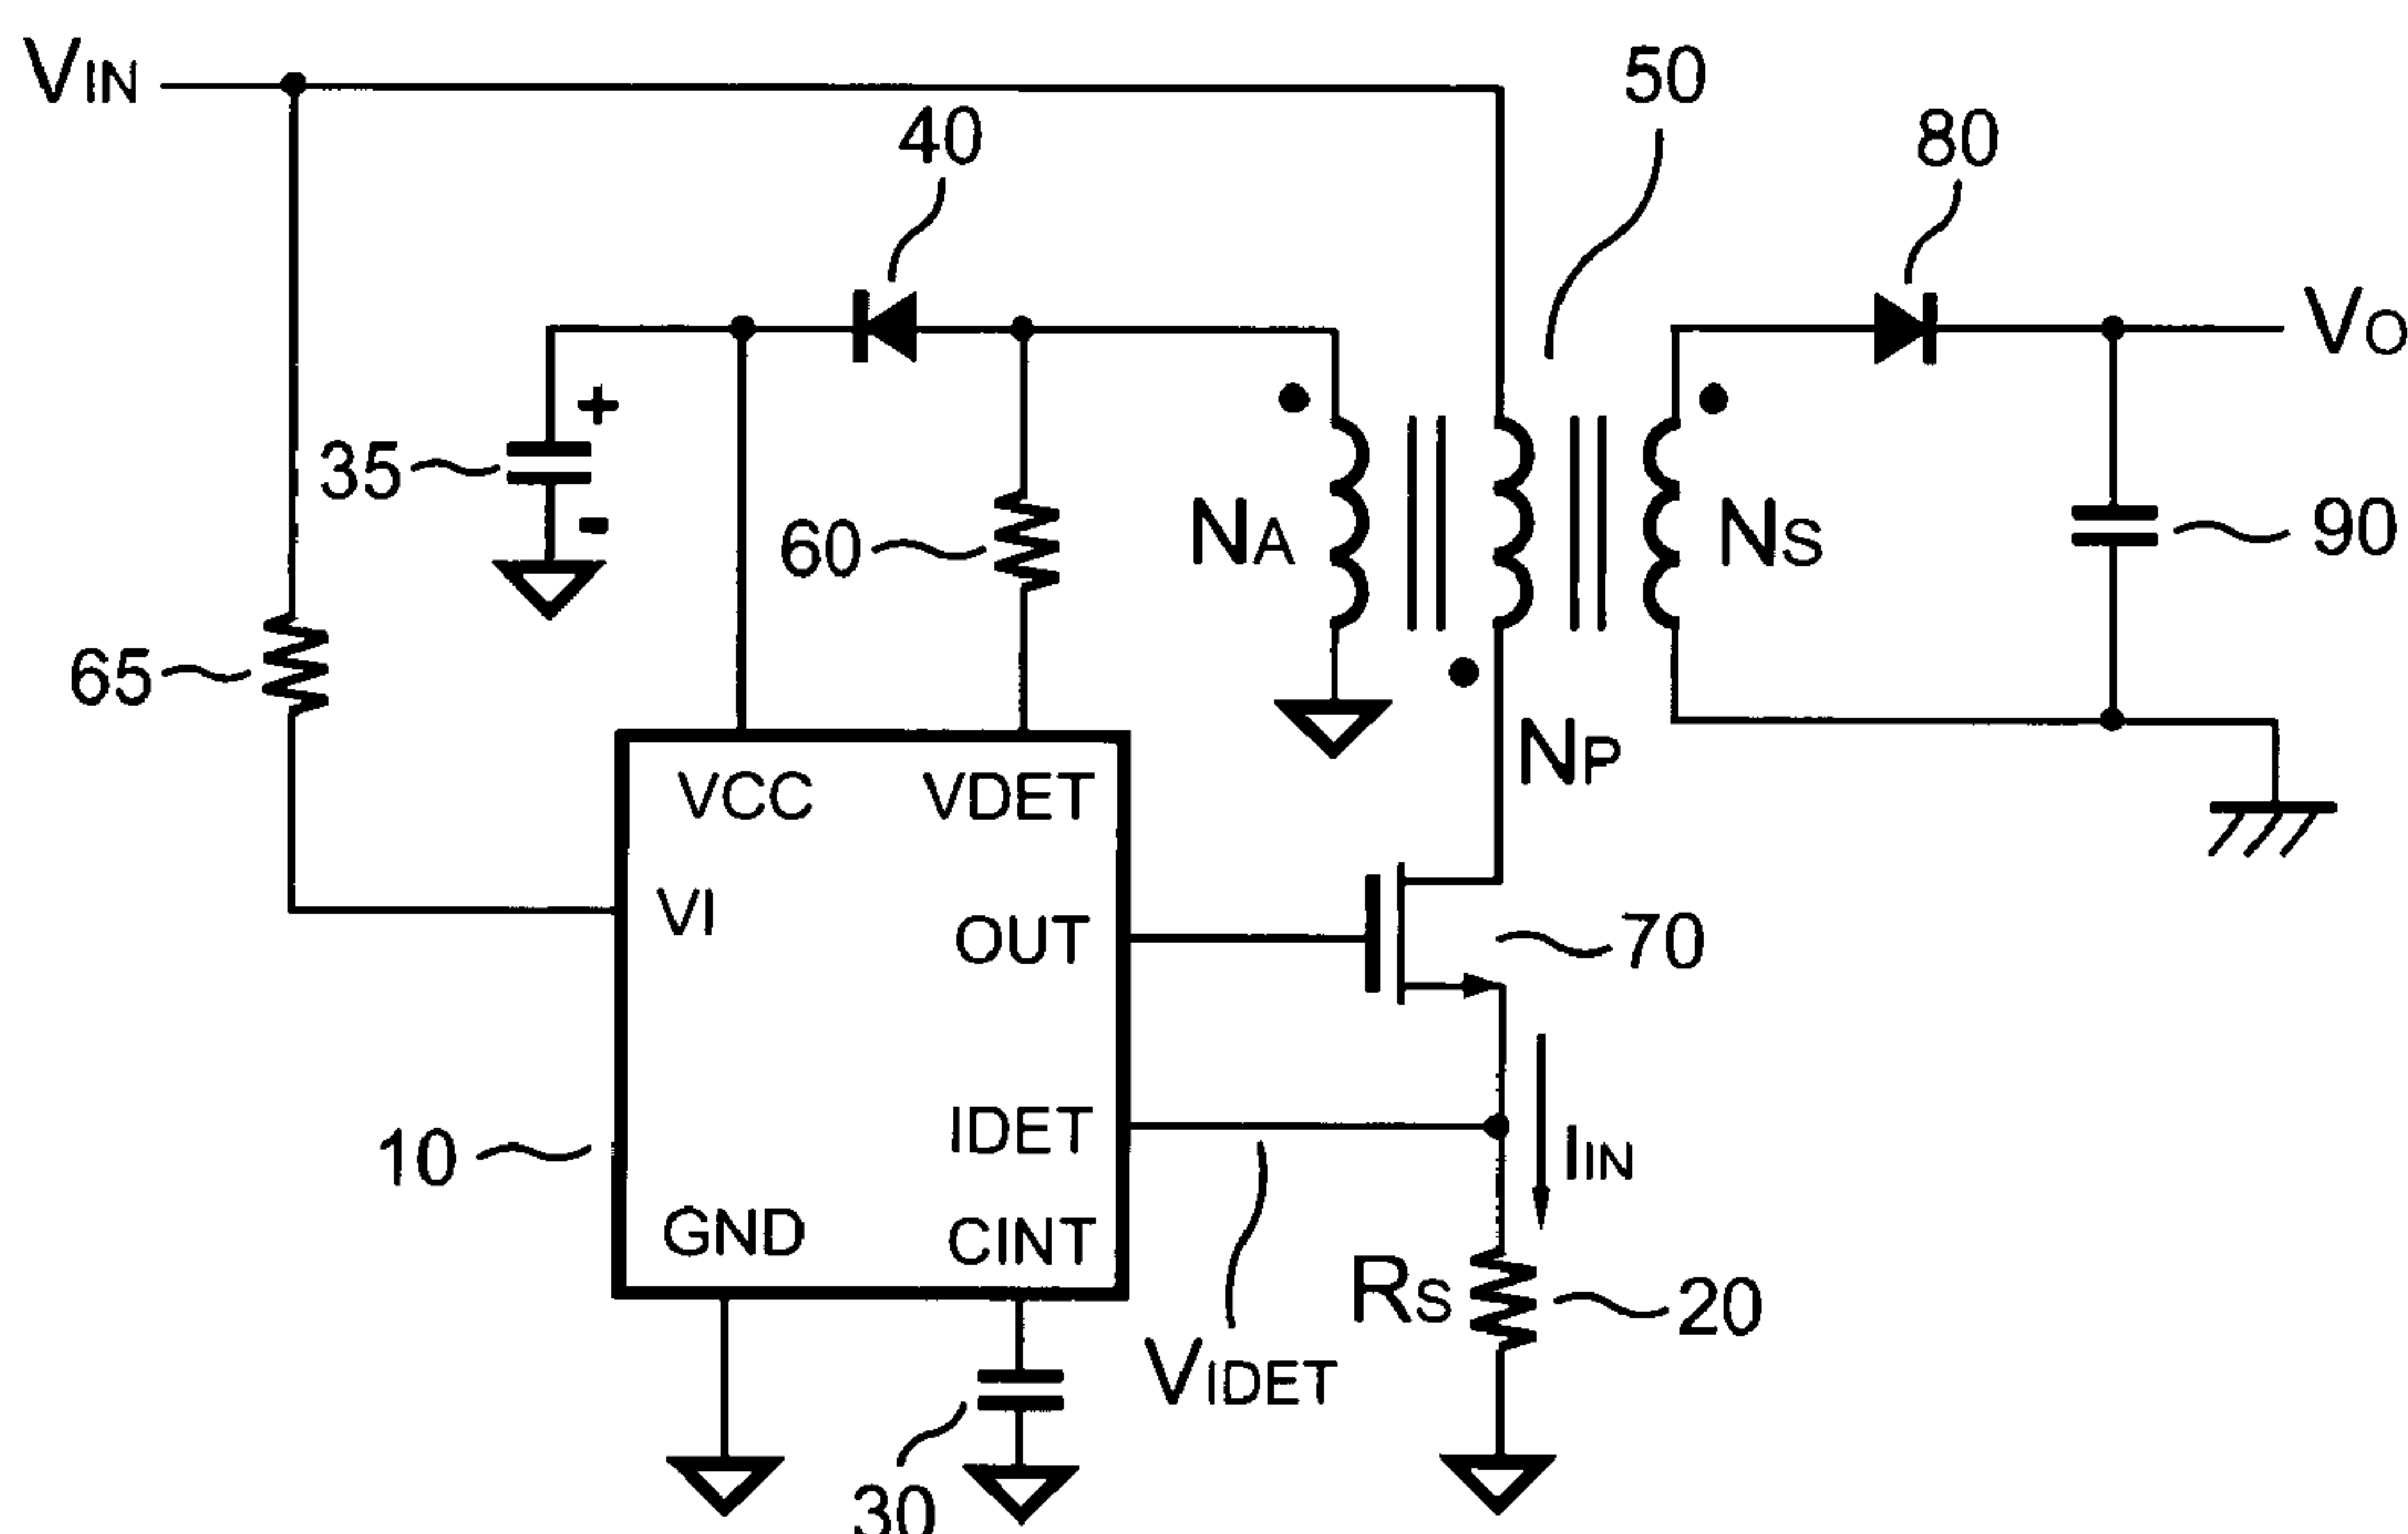 VIN
50
40
80
VO
+
35
-
60
NA
NS
90
65
NP
VCC VDET
VI
OUT
70
10
IDET
IIN
GND
CINT
RS
20
VIDET
30